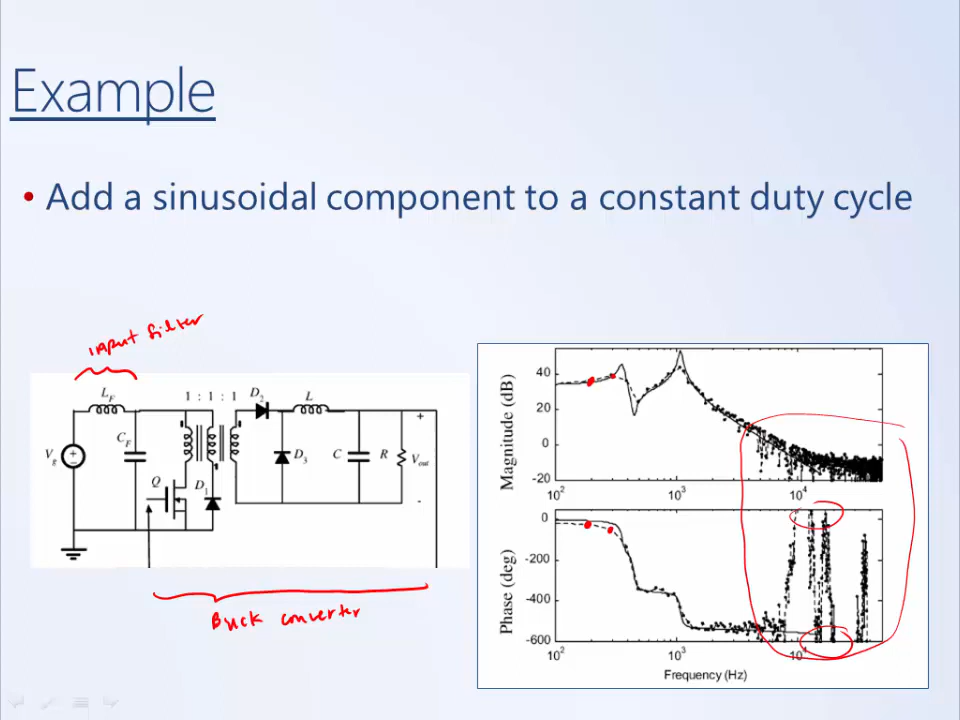 Example
• Add a sinusoidal component to a constant duty cycle
input filter
L_F
1 : 1 : 1
D_2
L
+
C_F
V_g
Q
D_1
D_3
C
R
V_out
-
Buck converter
Magnitude (dB)
40
20
0
-20
10^2
10^3
10^4
Phase (deg)
0
-200
-400
-600
10^2
10^3
10^4
Frequency (Hz)